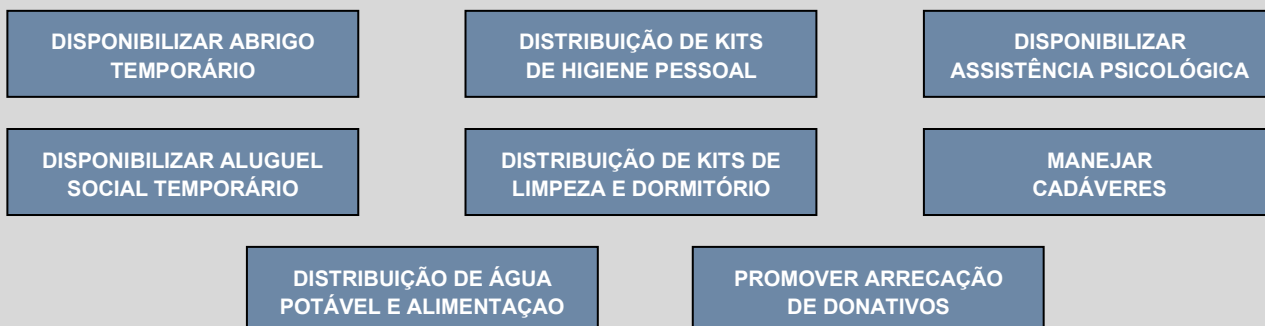 DISPONIBILIZAR ABRIGO
TEMPORÁRIO
DISTRIBUIÇÃO DE KITS
DE HIGIENE PESSOAL
DISPONIBILIZAR
ASSISTÊNCIA PSICOLÓGICA
DISPONIBILIZAR ALUGUEL
SOCIAL TEMPORÁRIO
DISTRIBUIÇÃO DE KITS DE
LIMPEZA E DORMITÓRIO
MANEJAR
CADÁVERES
DISTRIBUIÇÃO DE ÁGUA
POTÁVEL E ALIMENTAÇAO
PROMOVER ARRECAÇÃO
DE DONATIVOS